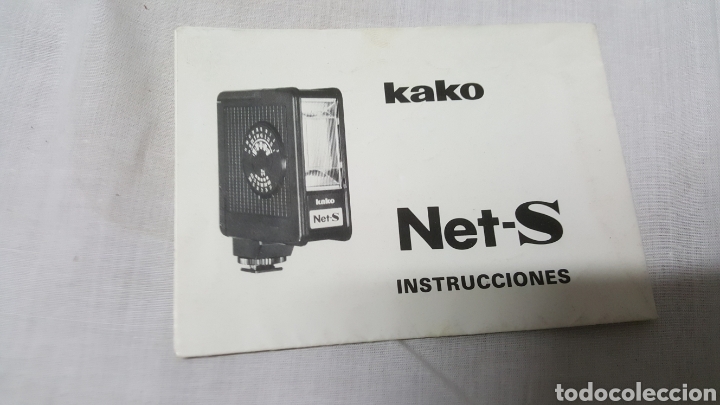 kako
kako
Net-S
Net-S
INSTRUCCIONES
todocoleccion